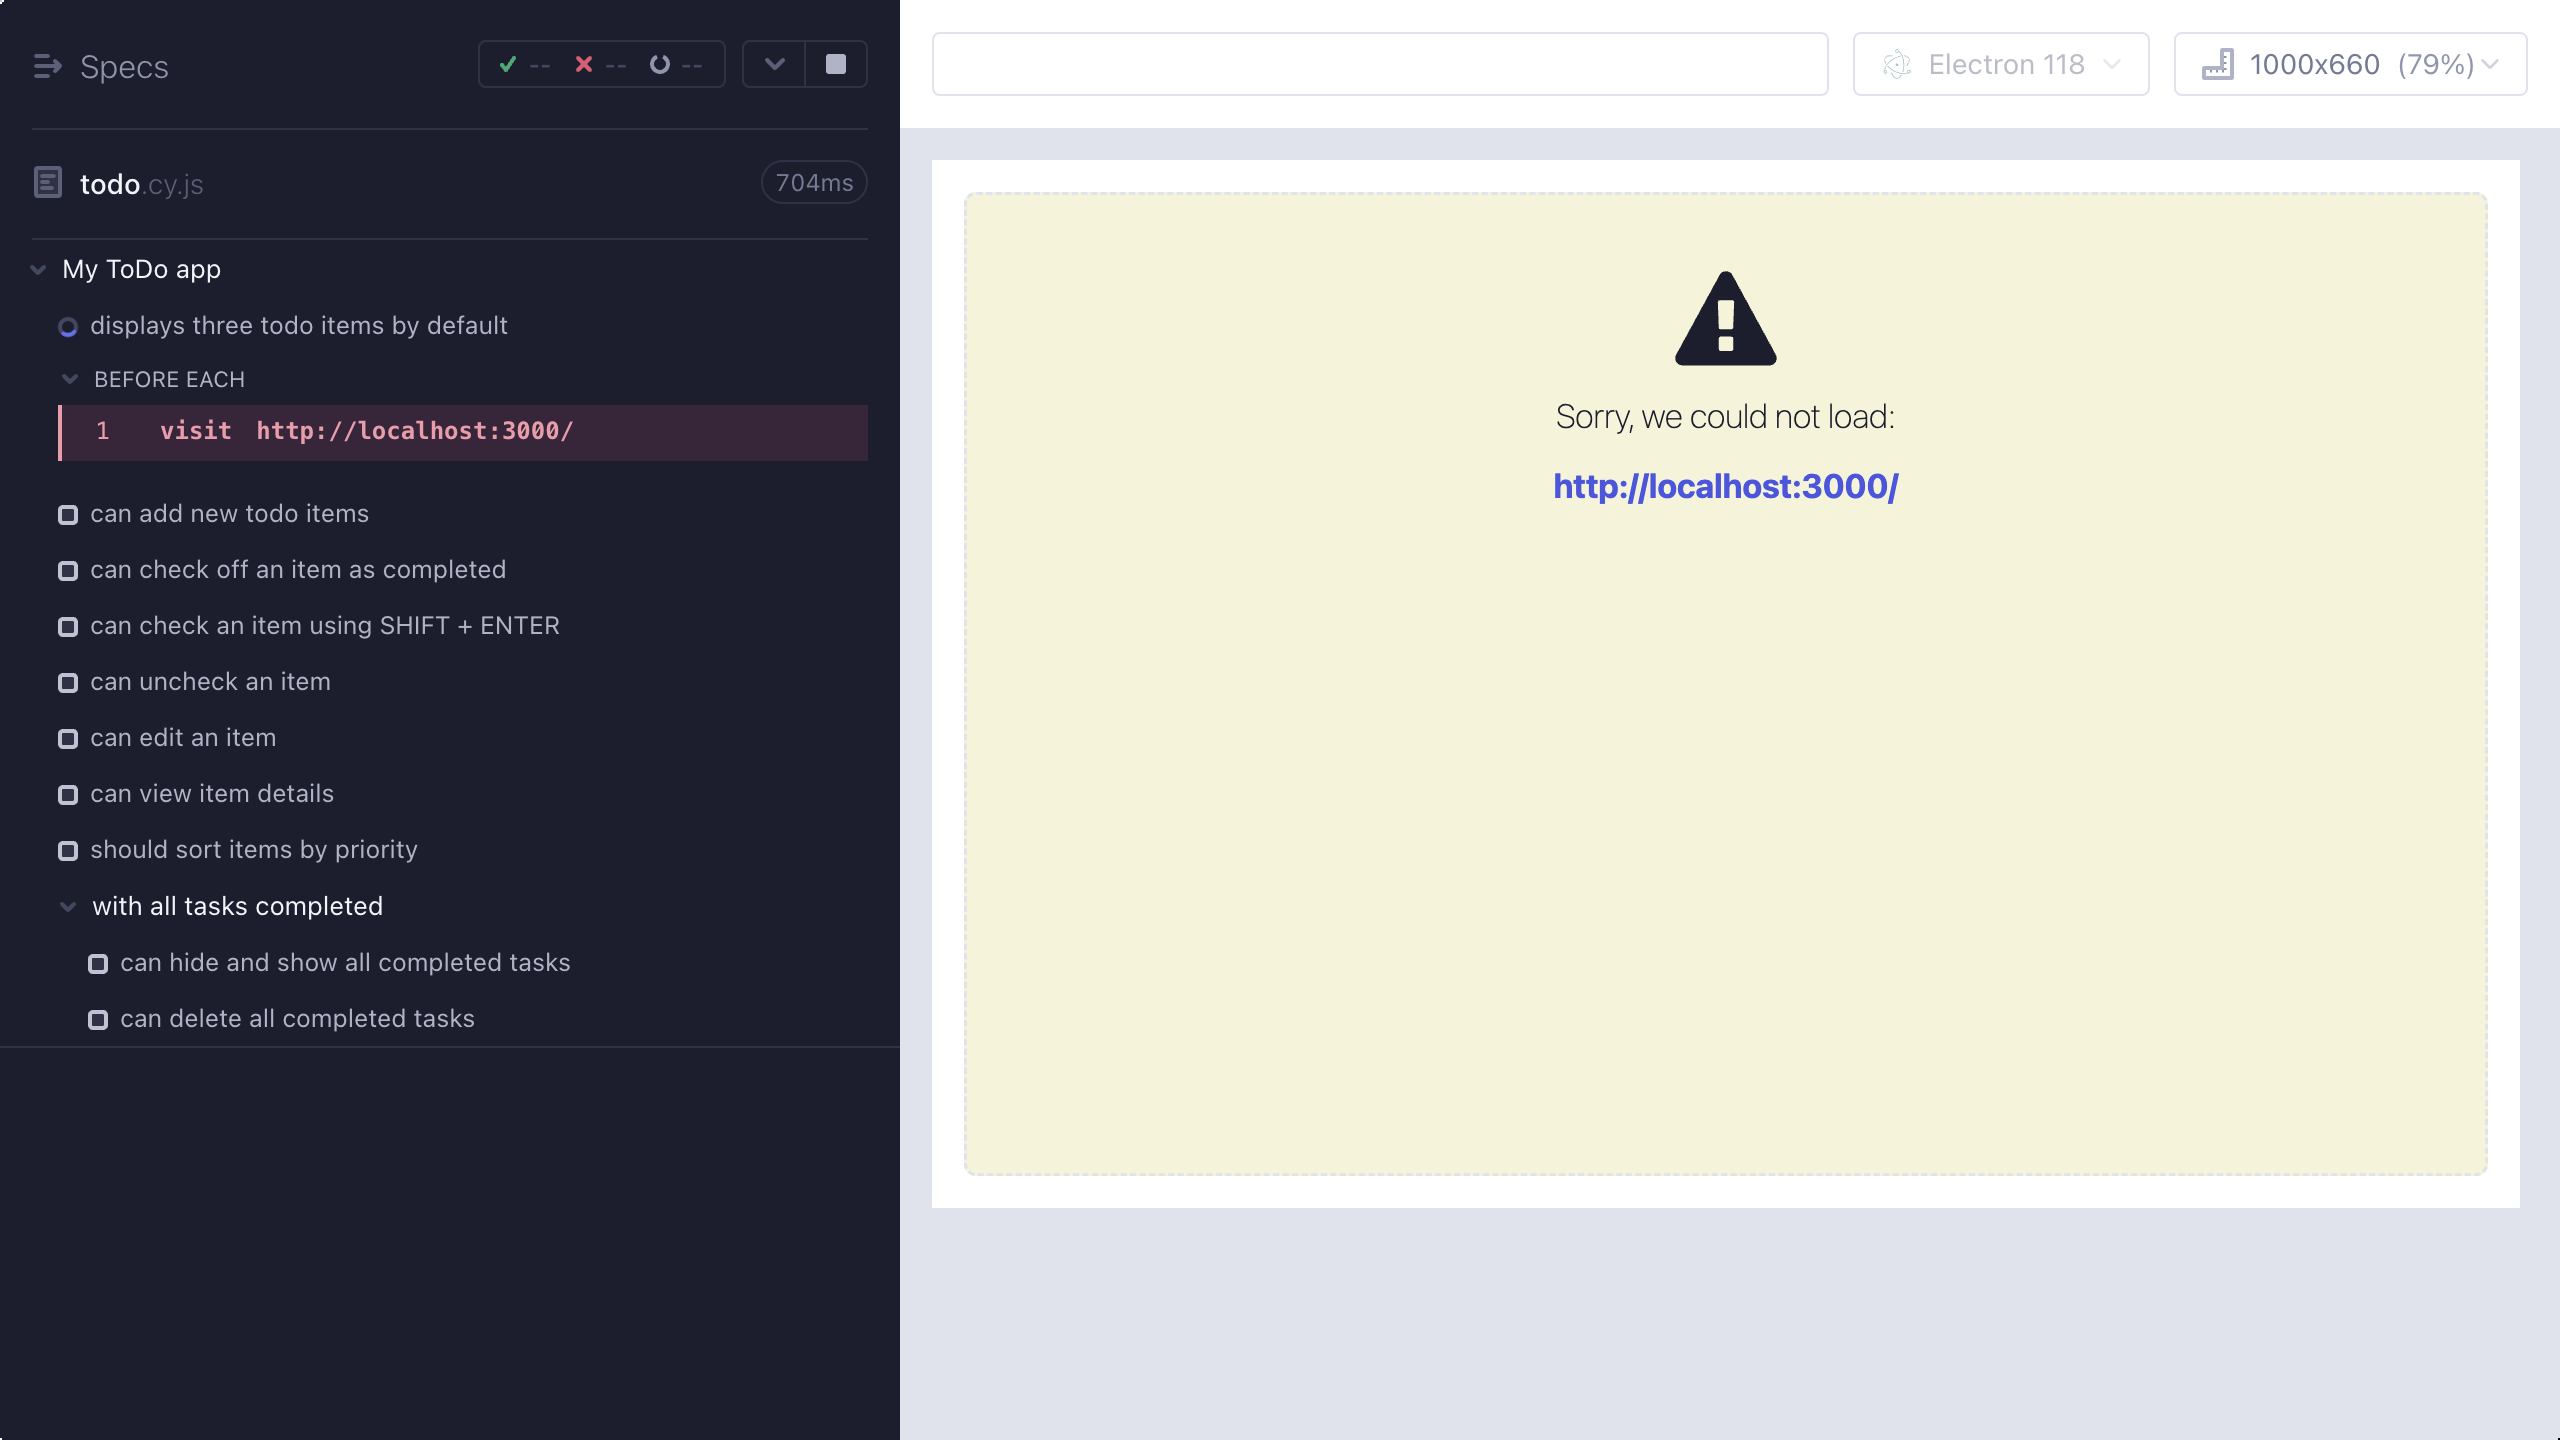 Specs
-- -- --
todo.cy.js
704ms
My ToDo app
displays three todo items by default
BEFORE EACH
1 visit http://localhost:3000/
can add new todo items
can check off an item as completed
can check an item using SHIFT + ENTER
can uncheck an item
can edit an item
can view item details
should sort items by priority
with all tasks completed
can hide and show all completed tasks
can delete all completed tasks
Electron 118
1000x660 (79%)
Sorry, we could not load:
http://localhost:3000/